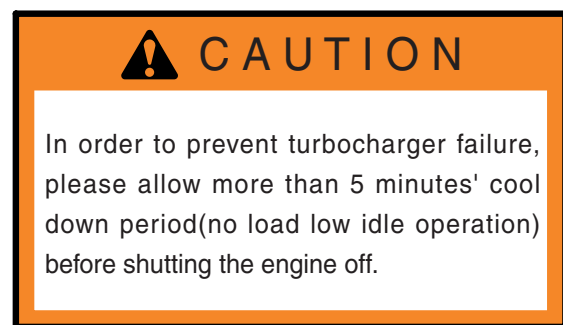 CAUTION
In order to prevent turbocharger failure,
please allow more than 5 minutes' cool
down period(no load low idle operation)
before shutting the engine off.